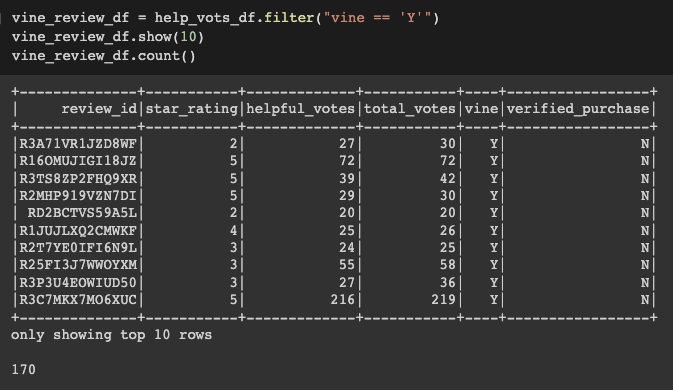 vine_review_df = help_vots_df.filter("vine == 'Y'")
vine_review_df.show(10)
vine_review_df.count()
+--------------+-----------+-------------+-----------+----+-----------------+
|     review_id|star_rating|helpful_votes|total_votes|vine|verified_purchase|
+--------------+-----------+-------------+-----------+----+-----------------+
|R3A71VR1JZD8WF|          2|           27|         30|   Y|                N|
|R16OMUJIGI18JZ|          5|           72|         72|   Y|                N|
|R3TS8ZP2FHQ9XR|          5|           39|         42|   Y|                N|
|R2MHP919VZN7DI|          5|           29|         30|   Y|                N|
| RD2BCTVS59A5L|          2|           20|         20|   Y|                N|
|R1JUJLXQ2CMWKF|          4|           25|         26|   Y|                N|
|R2T7YE0IFI6N9L|          3|           24|         25|   Y|                N|
|R25FI3J7WWOYXM|          3|           55|         58|   Y|                N|
|R3P3U4EOWIUD50|          3|           27|         36|   Y|                N|
|R3C7MKX7MO6XUC|          5|          216|        219|   Y|                N|
+--------------+-----------+-------------+-----------+----+-----------------+
only showing top 10 rows
170